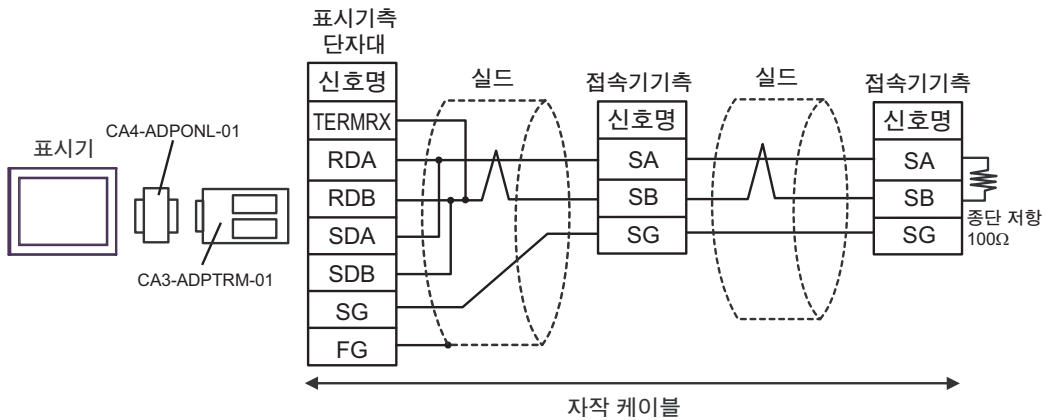 표시기
CA4-ADPONL-01
CA3-ADPTRM-01
표시기측
단자대
신호명
TERMRX
RDA
RDB
SDA
SDB
SG
FG
실드
접속기기측
신호명
SA
SB
SG
실드
접속기기측
신호명
SA
SB
SG
종단 저항
100Ω
자작 케이블